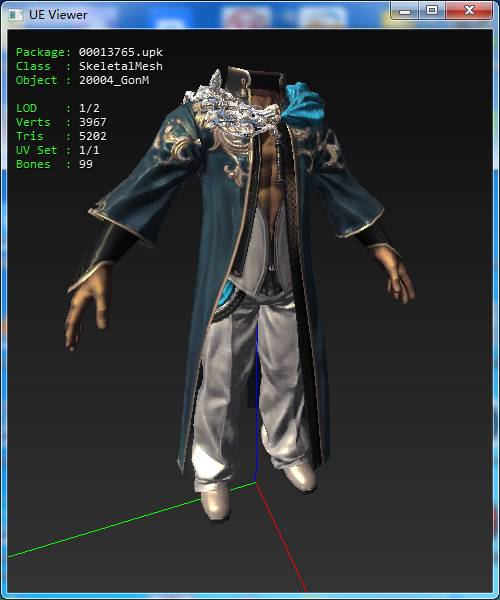 UE Viewer
Package: 00013765.upk
Class : SkeletalMesh
Object : 20004_GonM
LOD : 1/2
Verts : 3967
Tris : 5202
UV Set : 1/1
Bones : 99